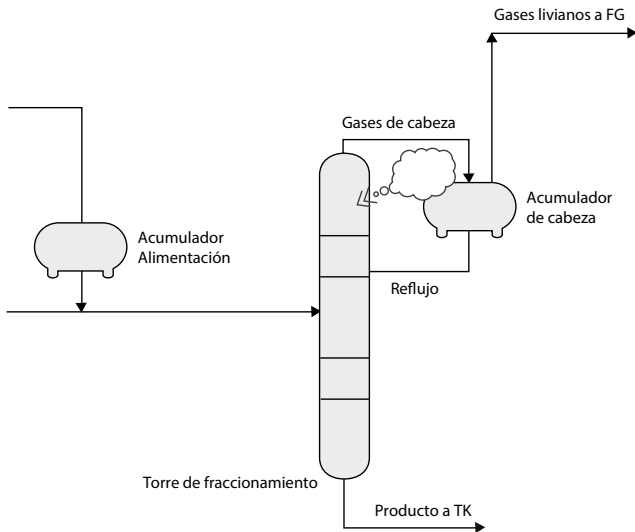 Gases livianos a FG
Gases de cabeza
Acumulador
de cabeza
Acumulador
Alimentación
Reflujo
Torre de fraccionamiento
Producto a TK